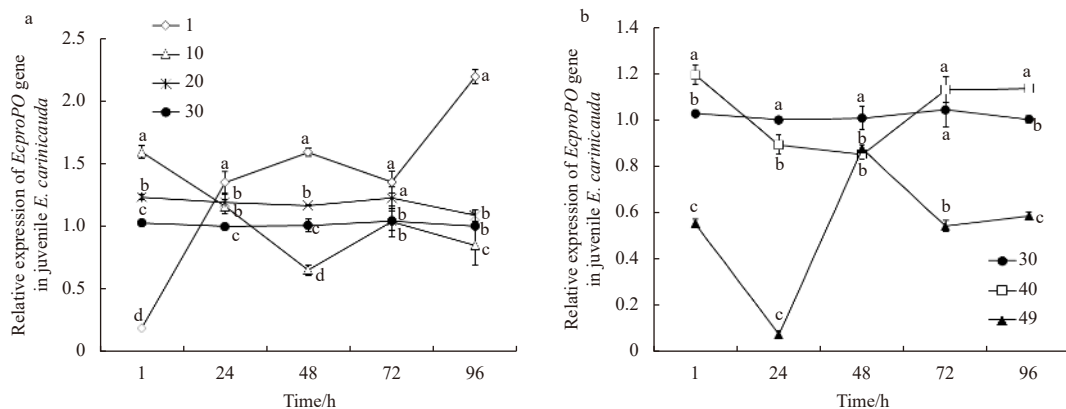 a
1
10
20
30
Relative expression of EcproPO gene
in juvenile E. carinicauda
2.5
2.0
1.5
1.0
0.5
0
a
b
c
d
a
b
b
c
a
b
c
d
a
a
b
b
a
b
b
c
1
24
48
72
96
Time/h
b
Relative expression of EcproPO gene
in juvenile E. carinicauda
1.4
1.2
1.0
0.8
0.6
0.4
0.2
0
a
b
c
a
b
c
a
b
b
a
a
b
a
b
c
30
40
49
1
24
48
72
96
Time/h